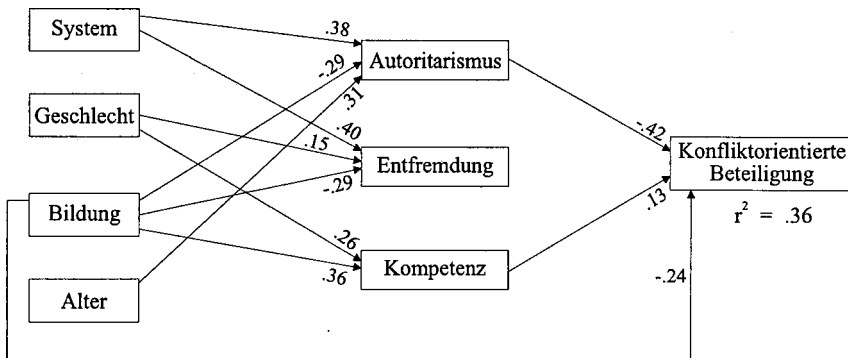 System
.38
Autoritarismus
-.29
.31
-.42
Geschlecht
.40
.15
Entfremdung
-.29
Konfliktorientierte
Beteiligung
.13
r² = .36
Bildung
.26
.36
Kompetenz
-.24
Alter